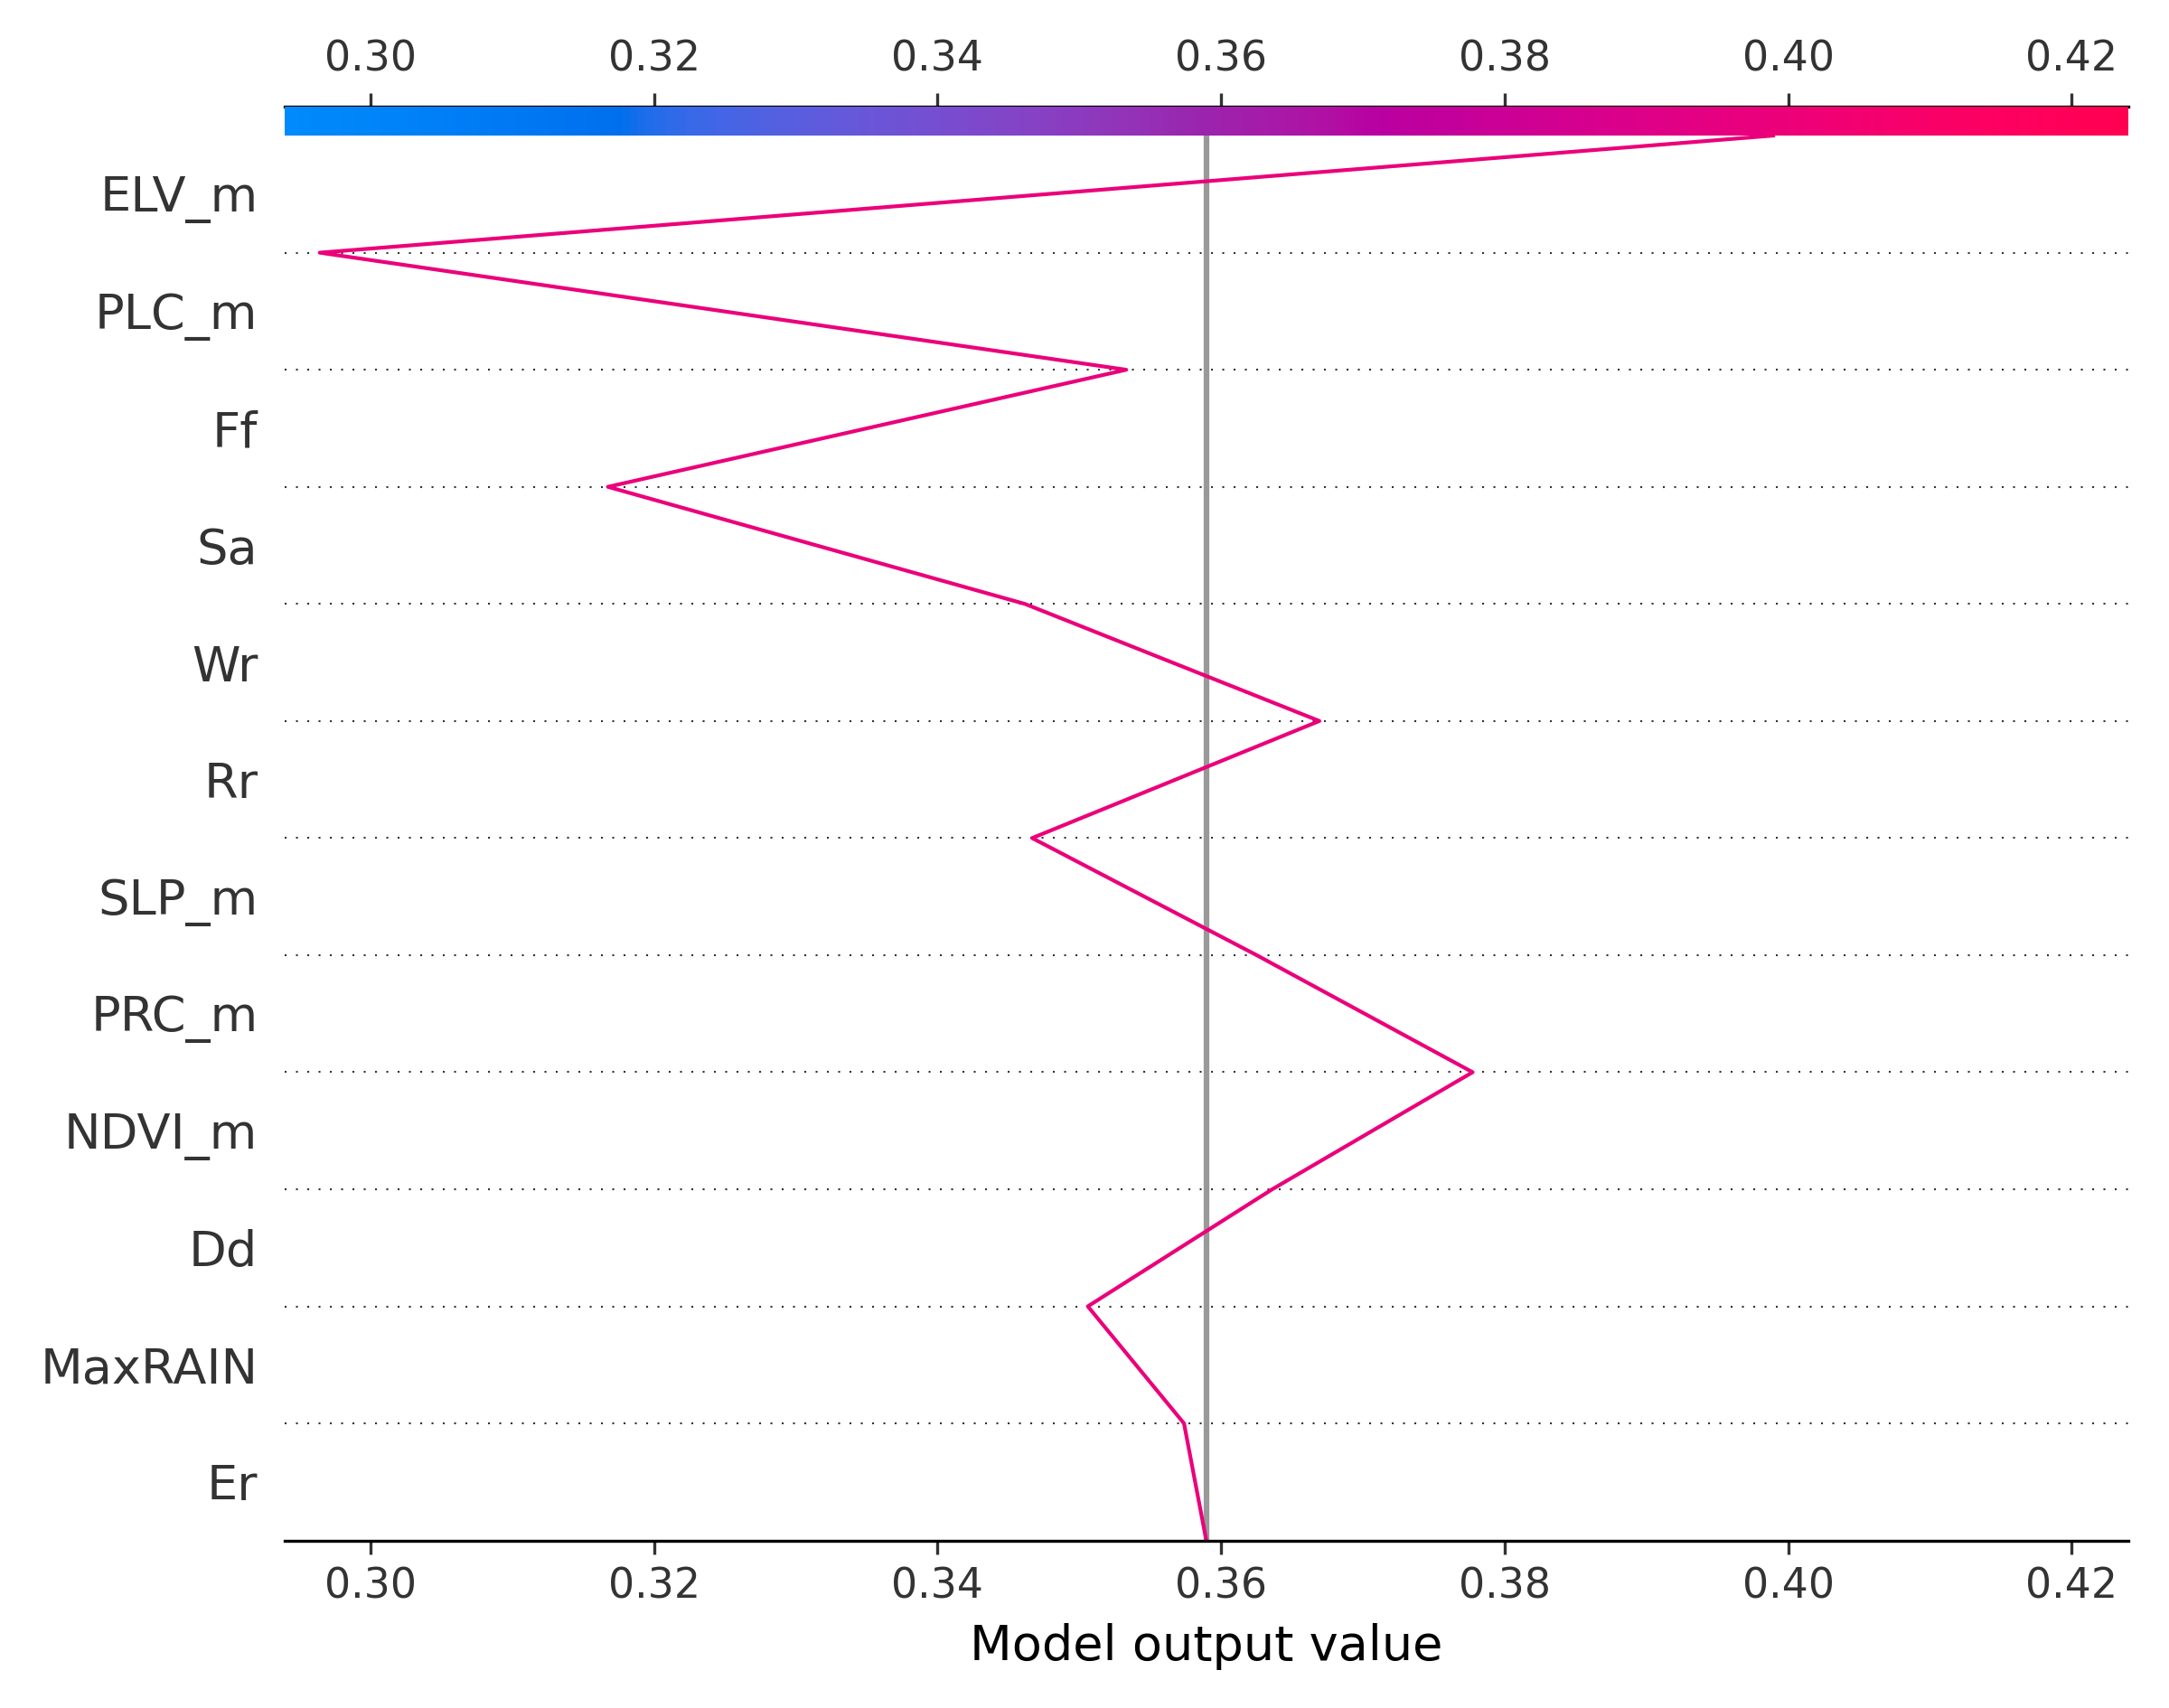 0.30 0.32 0.34 0.36 0.38 0.40 0.42
ELV_m
PLC_m
Ff
Sa
Wr
Rr
SLP_m
PRC_m
NDVI_m
Dd
MaxRAIN
Er
0.30 0.32 0.34 0.36 0.38 0.40 0.42
Model output value